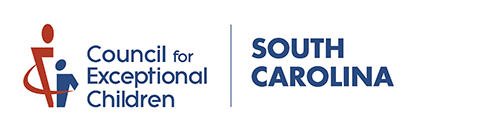 Council for
Exceptional
Children
SOUTH
CAROLINA